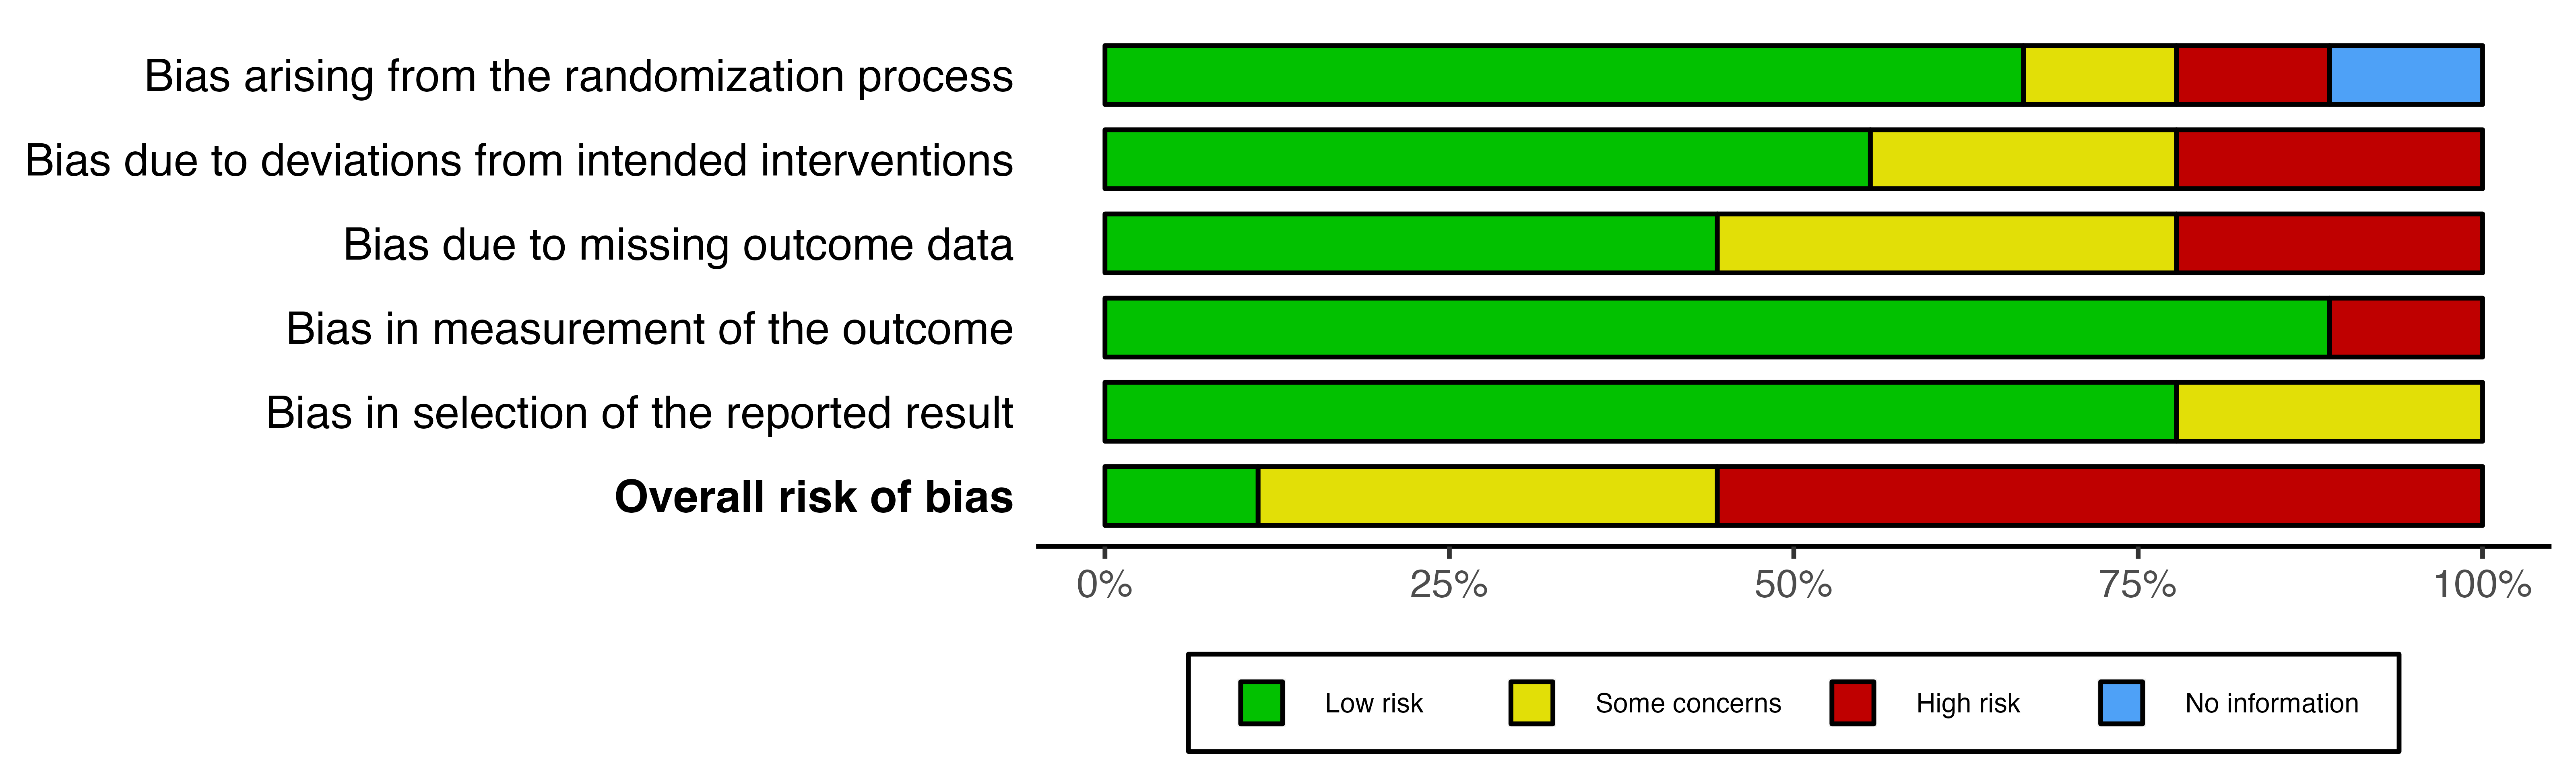 Bias arising from the randomization process
Bias due to deviations from intended interventions
Bias due to missing outcome data
Bias in measurement of the outcome
Bias in selection of the reported result
Overall risk of bias
0% 25% 50% 75% 100%
Low risk Some concerns High risk No information